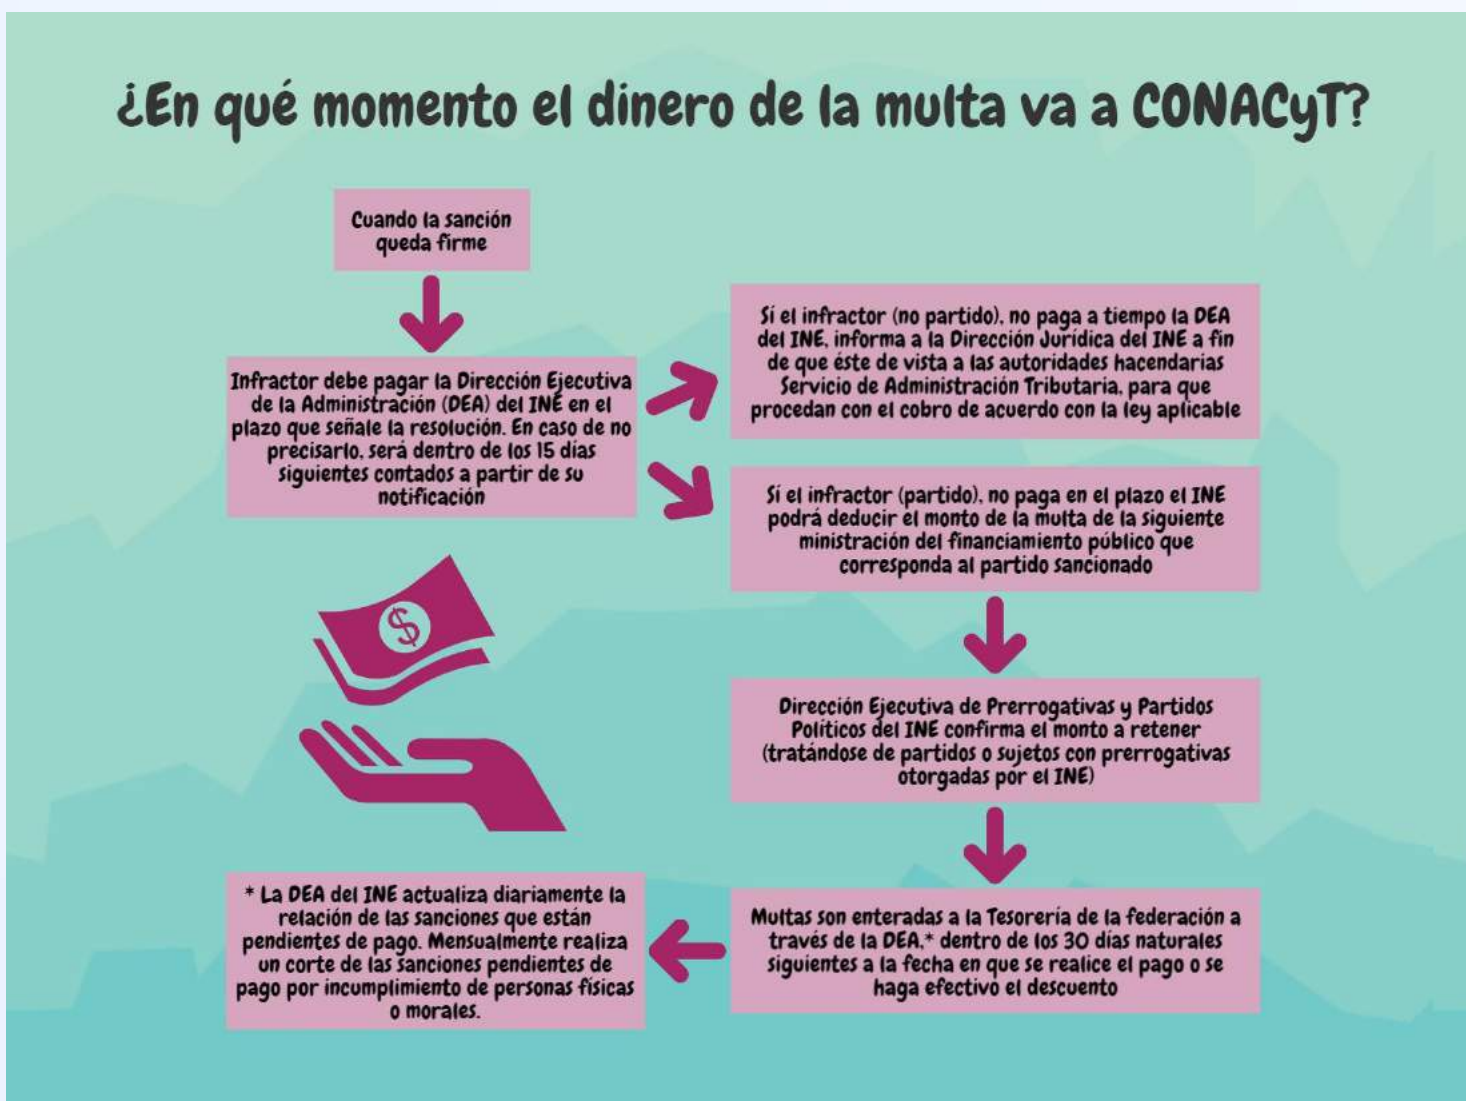 ¿En qué momento el dinero de la multa va a CONACyT?
Cuando la sanción
queda firme
Infractor debe pagar la Dirección Ejecutiva
de la Administración (DEA) del INE en el
plazo que señale la resolución. En caso de no
precisarlo, será dentro de los 15 días
siguientes contados a partir de su
notificación
Sí el infractor (no partido), no paga a tiempo la DEA
del INE, informa a la Dirección Jurídica del INE a fin
de que éste de vista a las autoridades hacendarias
Servicio de Administración Tributaria, para que
procedan con el cobro de acuerdo con la ley aplicable
Sí el infractor (partido), no paga en el plazo el INE
podrá deducir el monto de la multa de la siguiente
ministración del financiamiento público que
corresponda al partido sancionado
$
Dirección Ejecutiva de Prerrogativas y Partidos
Políticos del INE confirma el monto a retener
(tratándose de partidos o sujetos con prerrogativas
otorgadas por el INE)
Multas son enteradas a la Tesorería de la federación a
través de la DEA,* dentro de los 30 días naturales
siguientes a la fecha en que se realice el pago o se
haga efectivo el descuento
* La DEA del INE actualiza diariamente la
relación de las sanciones que están
pendientes de pago. Mensualmente realiza
un corte de las sanciones pendientes de
pago por incumplimiento de personas físicas
o morales.